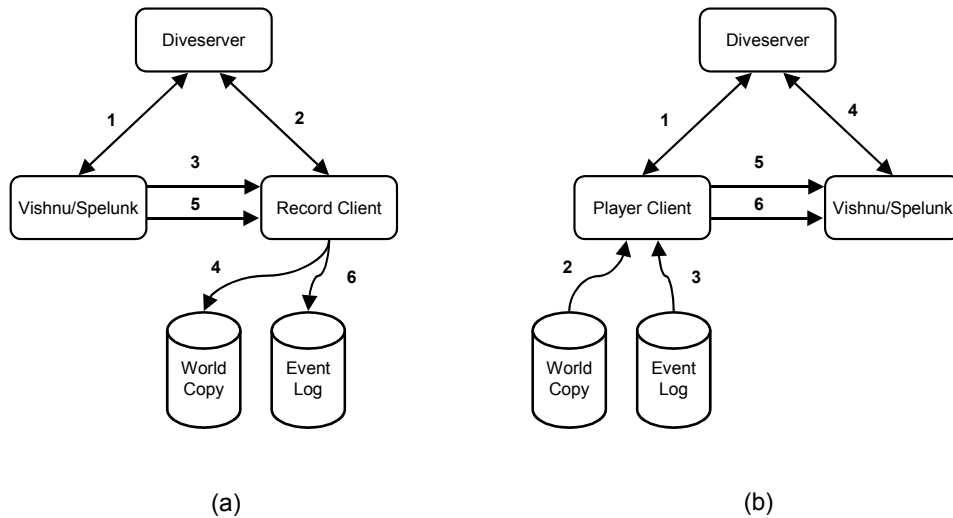 Diveserver
1
2
3
Vishnu/Spelunk
5
Record Client
4
6
World
Copy
Event
Log
(a)
Diveserver
1
4
5
Player Client
6
Vishnu/Spelunk
2
3
World
Copy
Event
Log
(b)